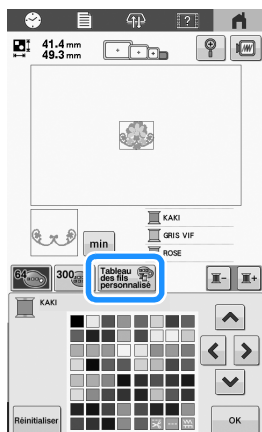 41.4 mm
49.3 mm
KAKI
GRIS VIF
ROSE
min
64
300
Tableau
des fils
personnalisé
KAKI
Réinitialiser
OK